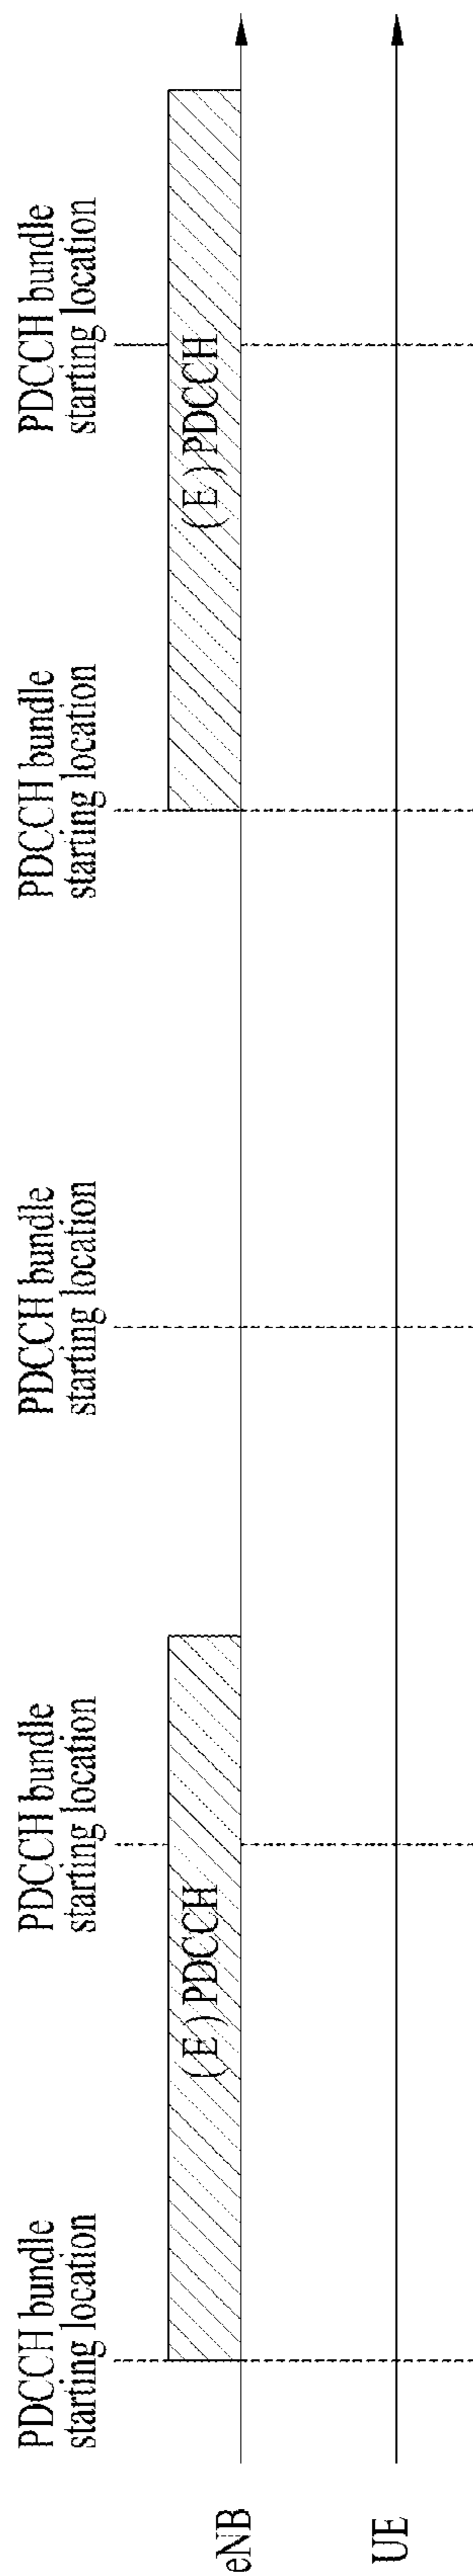 PDCCH bundle
starting location
PDCCH bundle
starting location
PDCCH bundle
starting location
PDCCH bundle
starting location
PDCCH bundle
starting location
(E)PDCCH
(E)PDCCH
eNB
UE